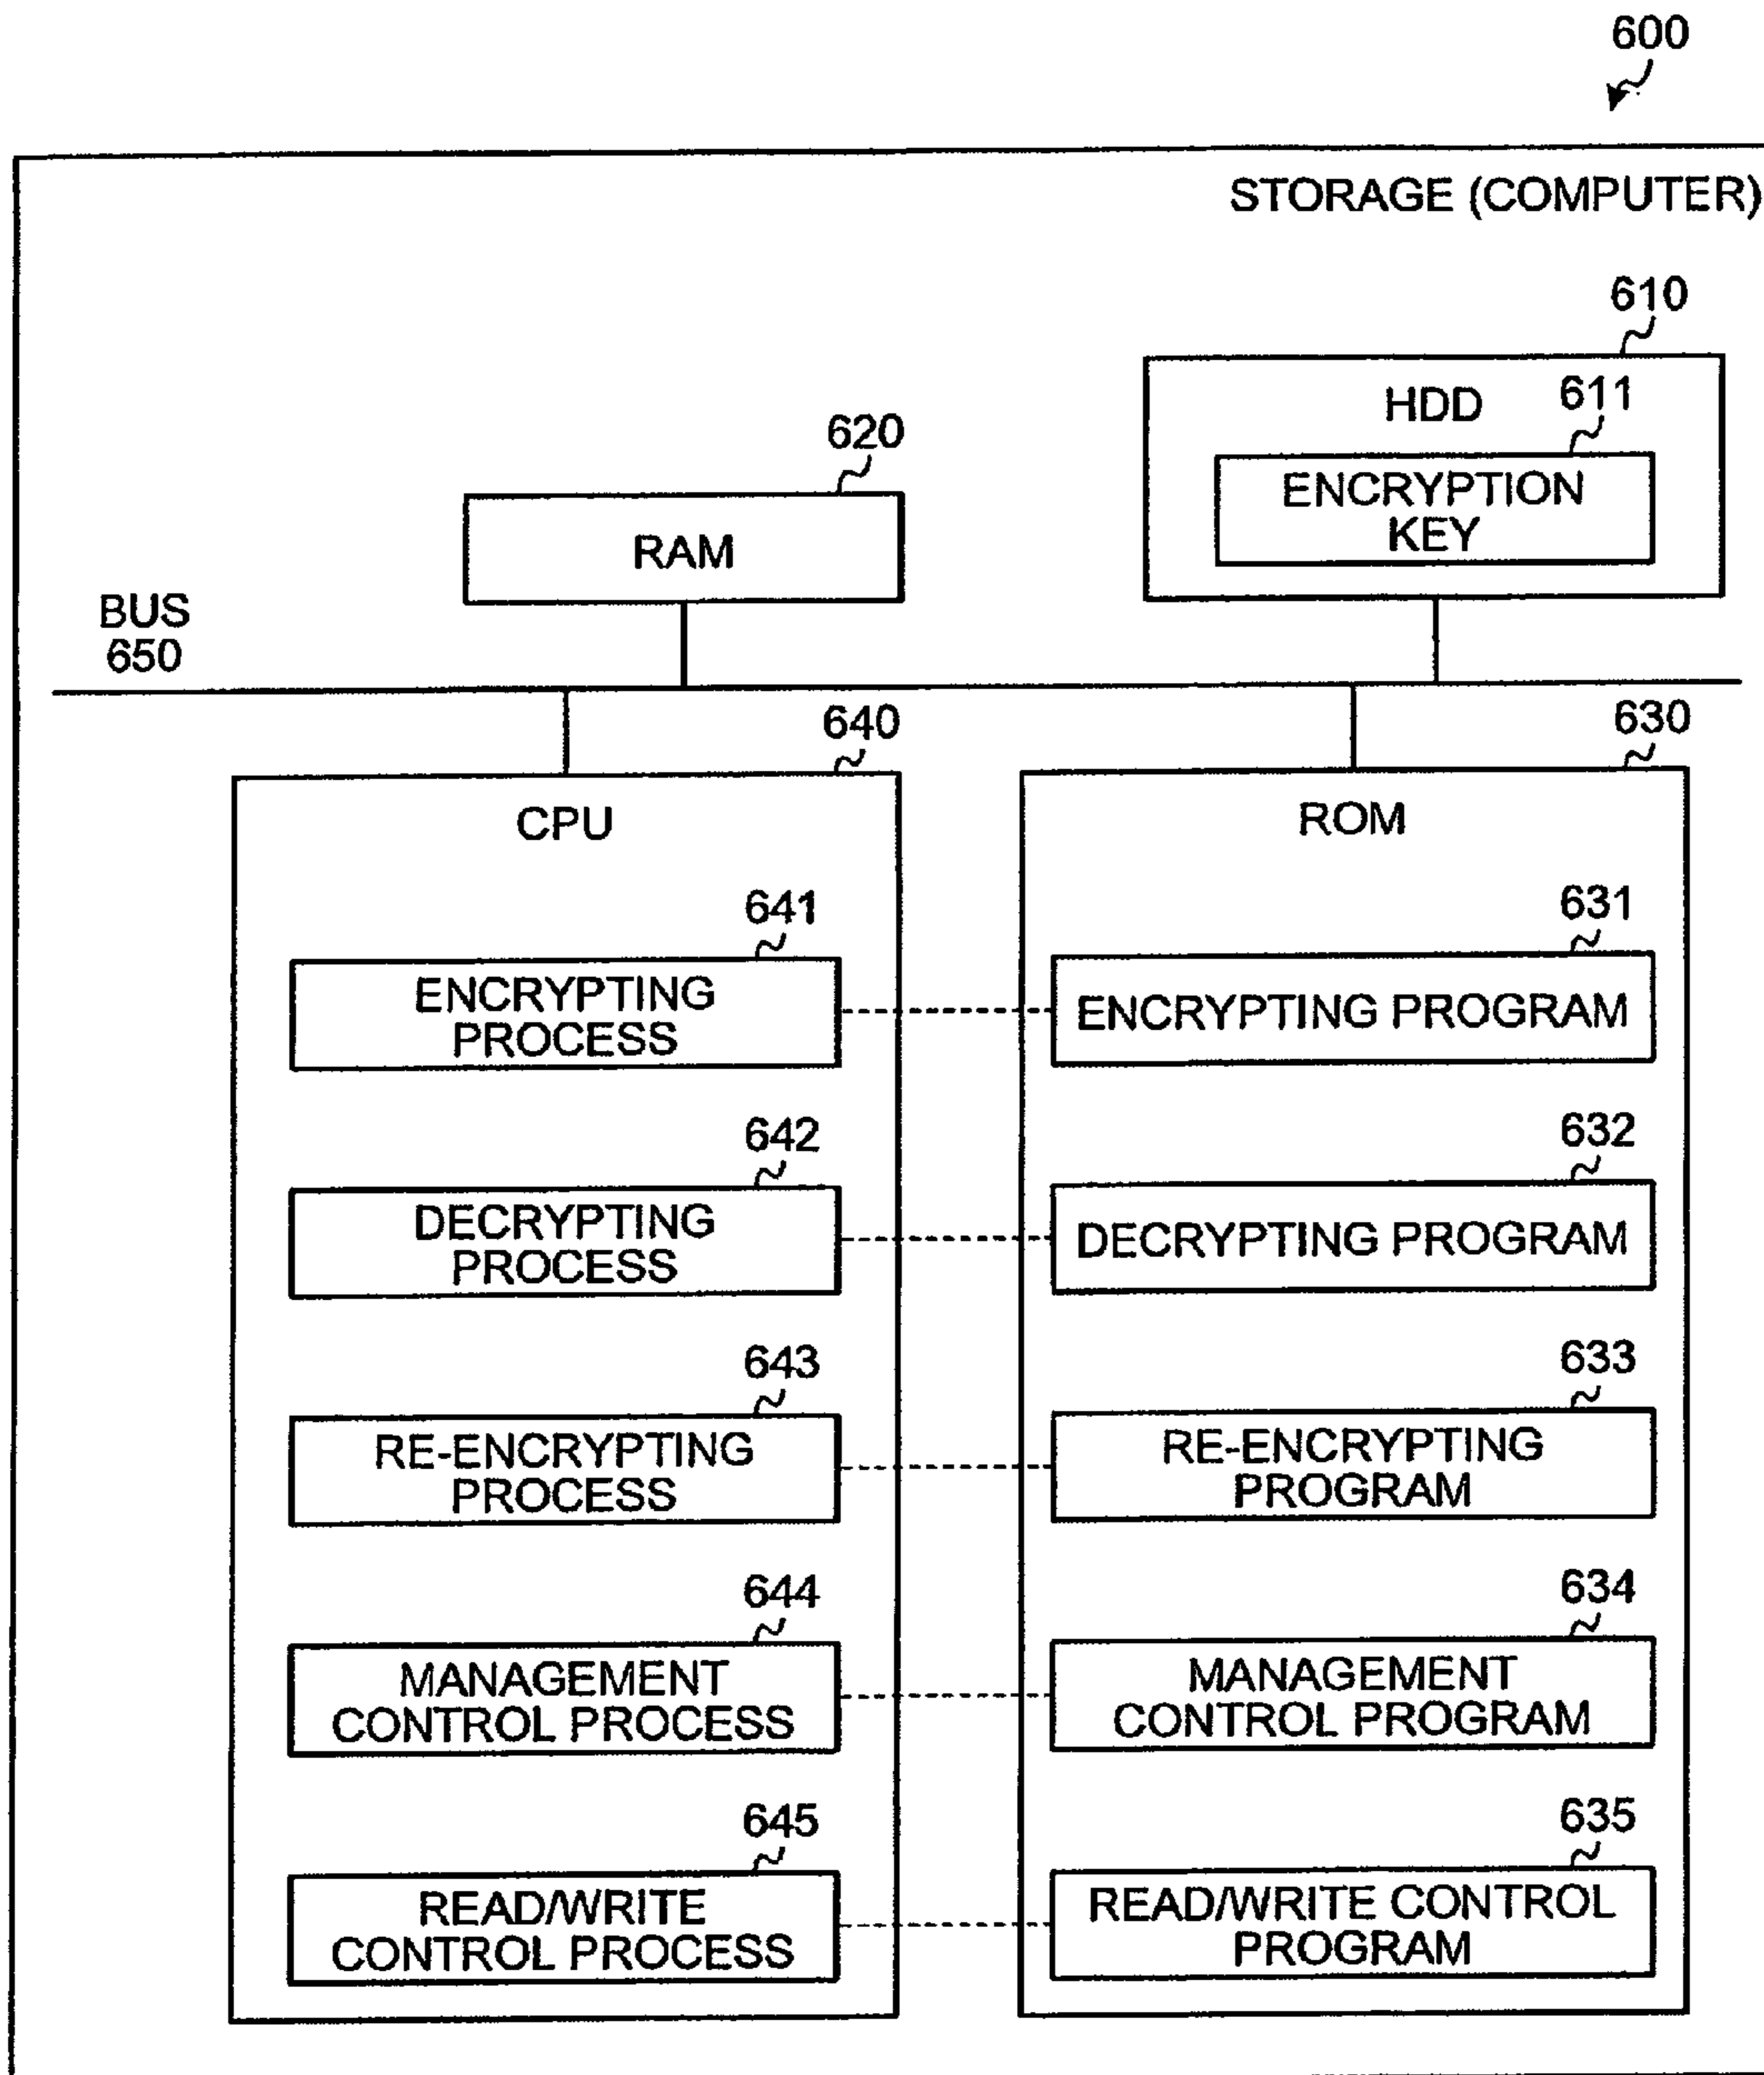 600
STORAGE (COMPUTER)
610
HDD
611
ENCRYPTION
KEY
620
RAM
BUS
650
640
CPU
641
ENCRYPTING
PROCESS
642
DECRYPTING
PROCESS
643
RE-ENCRYPTING
PROCESS
644
MANAGEMENT
CONTROL PROCESS
645
READ/WRITE
CONTROL PROCESS
630
ROM
631
ENCRYPTING PROGRAM
632
DECRYPTING PROGRAM
633
RE-ENCRYPTING
PROGRAM
634
MANAGEMENT
CONTROL PROGRAM
635
READ/WRITE CONTROL
PROGRAM